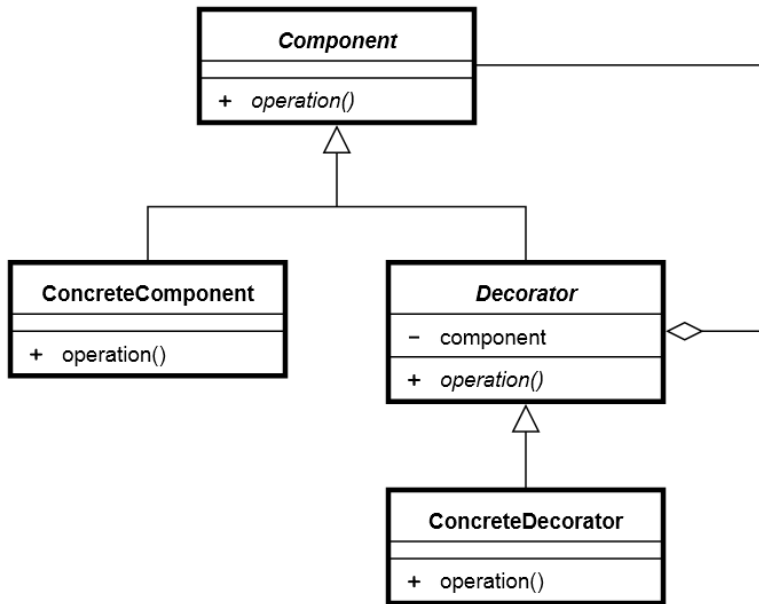 Component
+ operation()
ConcreteComponent
+ operation()
Decorator
- component
+ operation()
ConcreteDecorator
+ operation()